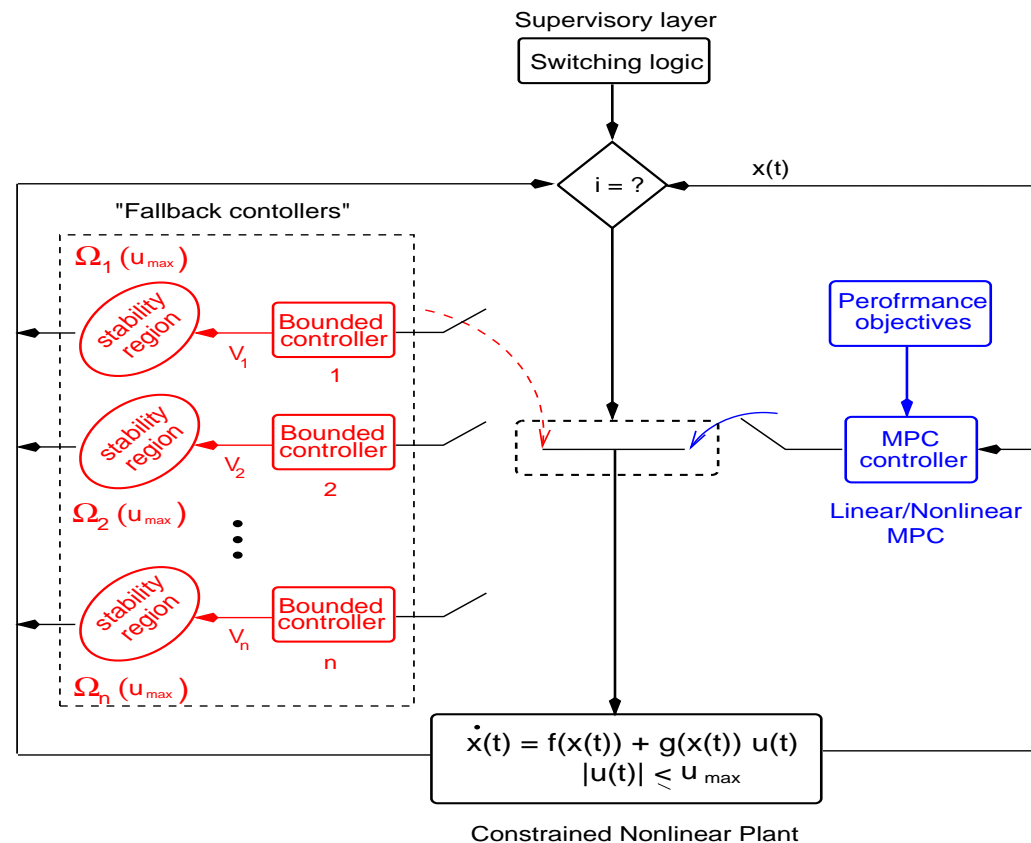 Supervisory layer
Switching logic
i = ?
x(t)
"Fallback contollers"
Ω1 (umax)
stability
region
V1
Bounded
controller
1
stability
region
V2
Bounded
controller
2
Ω2 (umax)
stability
region
Vn
Bounded
controller
n
Ωn (umax)
Perofrmance
objectives
MPC
controller
Linear/Nonlinear
MPC
ẋ(t) = f(x(t)) + g(x(t)) u(t)
|u(t)| ≤ umax
Constrained Nonlinear Plant